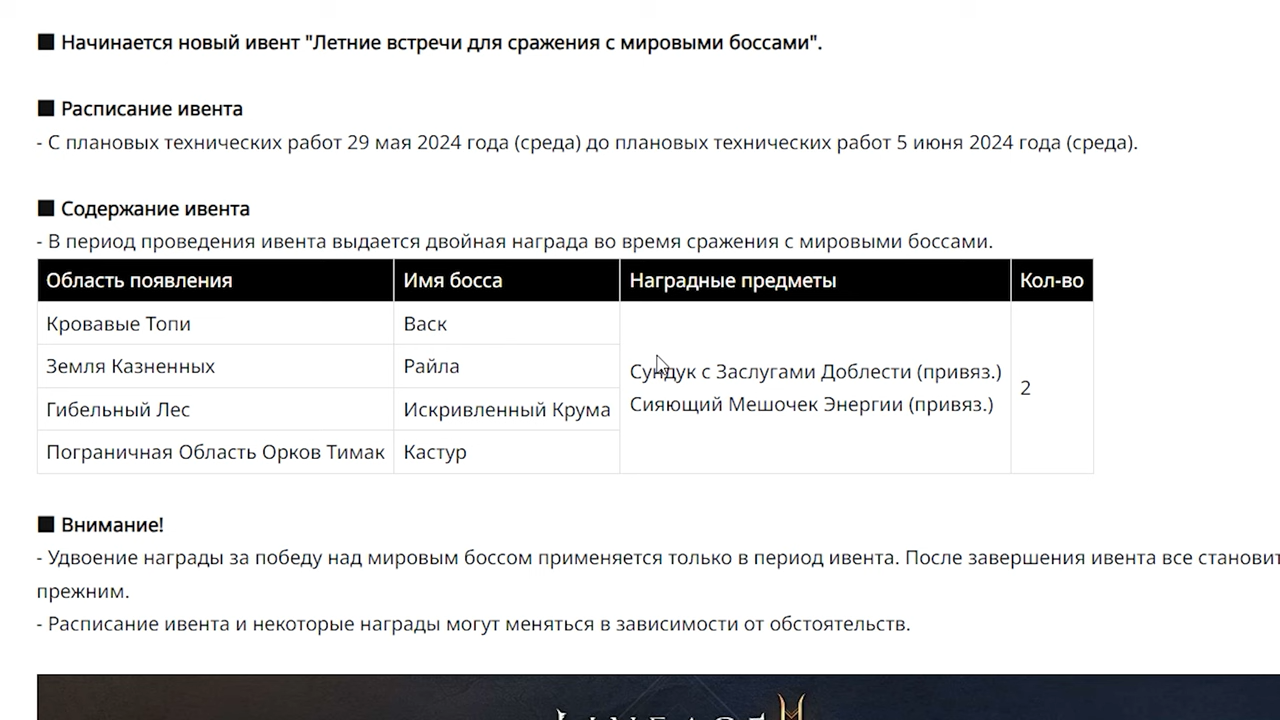 ■ Начинается новый ивент "Летние встречи для сражения с мировыми боссами".
■ Расписание ивента
- С плановых технических работ 29 мая 2024 года (среда) до плановых технических работ 5 июня 2024 года (среда).
■ Содержание ивента
- В период проведения ивента выдается двойная награда во время сражения с мировыми боссами.
Область появления Имя босса Наградные предметы Кол-во
Кровавые Топи Васк
Земля Казненных Райла
Сундук с Заслугами Доблести (привяз.)
2
Сияющий Мешочек Энергии (привяз.)
Гибельный Лес Искривленный Крума
Пограничная Область Орков Тимак Кастур
■ Внимание!
- Удвоение награды за победу над мировым боссом применяется только в период ивента. После завершения ивента все становит
прежним.
- Расписание ивента и некоторые награды могут меняться в зависимости от обстоятельств.